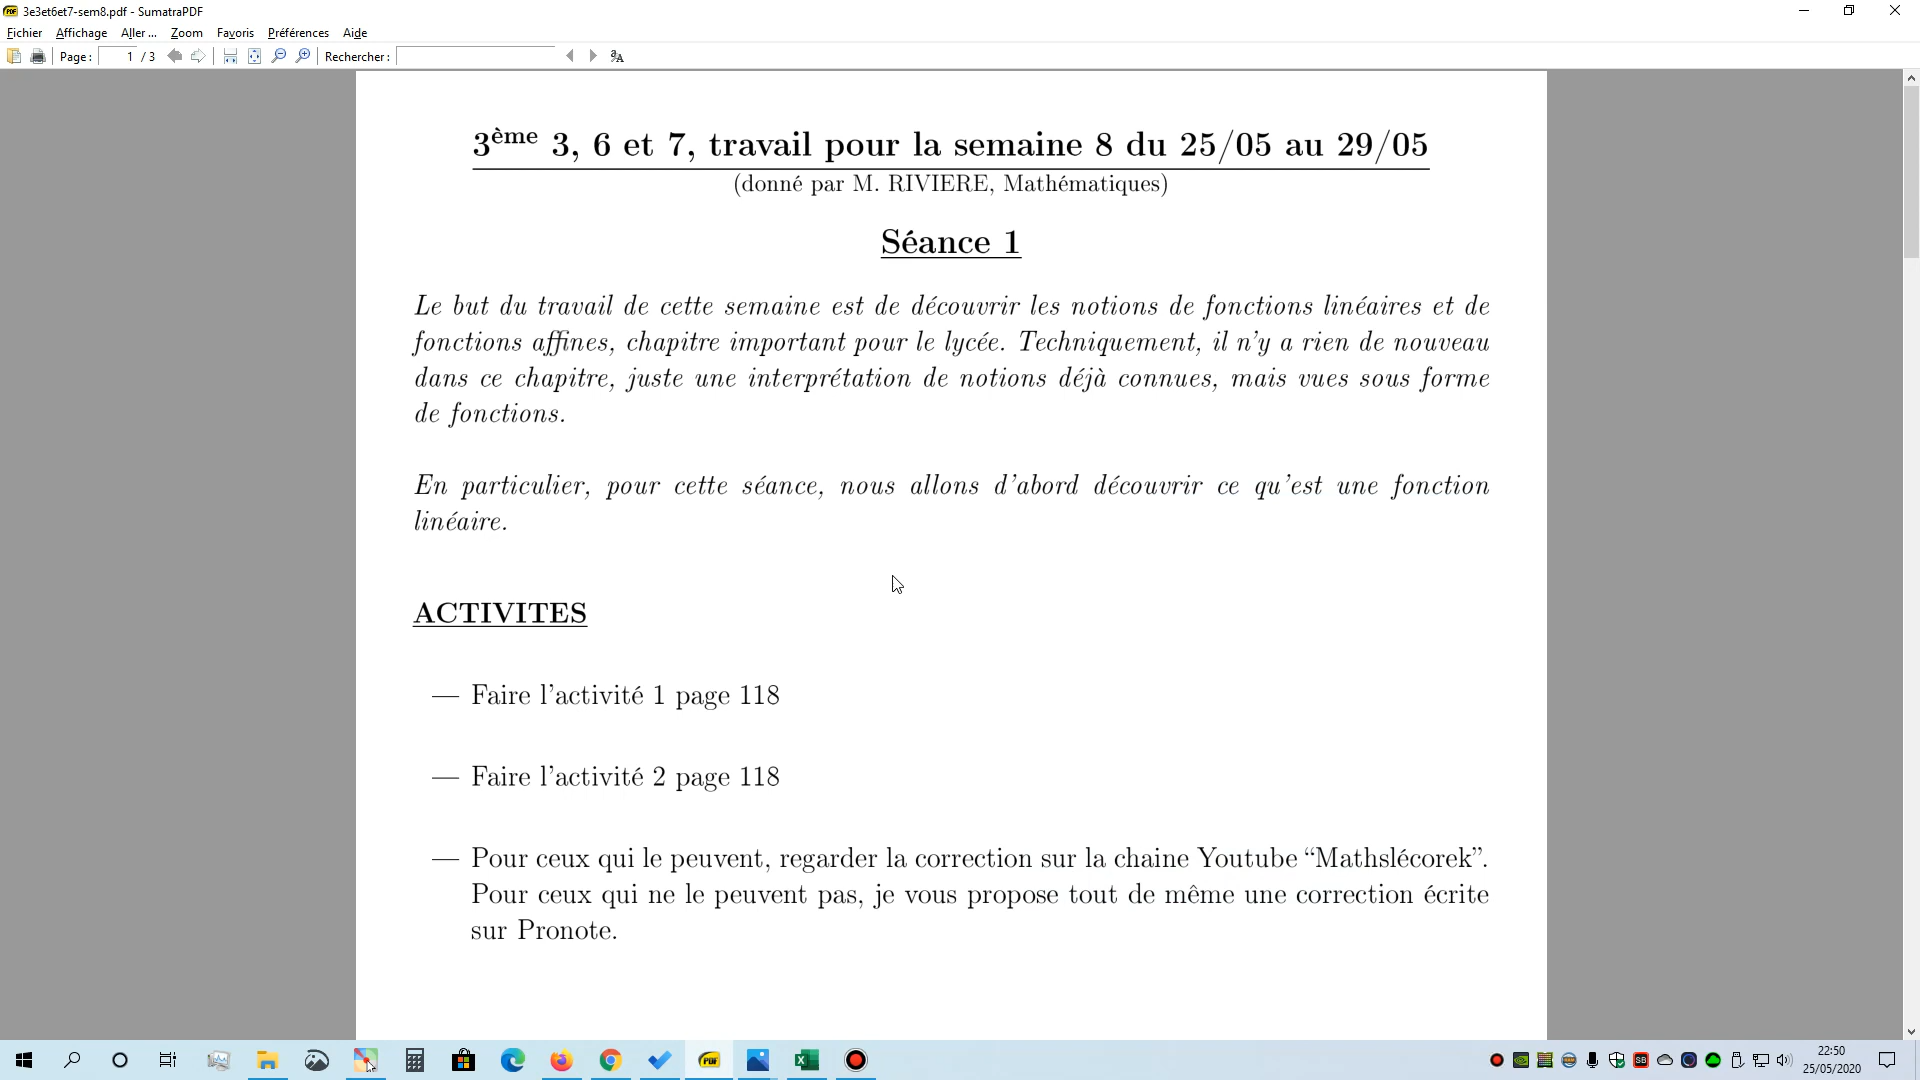 3e3et6et7-sem8.pdf - SumatraPDF
Fichier Affichage Aller ... Zoom Favoris Préférences Aide
Page : 1 / 3 Rechercher :
3ème 3, 6 et 7, travail pour la semaine 8 du 25/05 au 29/05
(donné par M. RIVIERE, Mathématiques)
Séance 1
Le but du travail de cette semaine est de découvrir les notions de fonctions linéaires et de
fonctions affines, chapitre important pour le lycée. Techniquement, il n'y a rien de nouveau
dans ce chapitre, juste une interprétation de notions déjà connues, mais vues sous forme
de fonctions.
En particulier, pour cette séance, nous allons d'abord découvrir ce qu'est une fonction
linéaire.
ACTIVITES
— Faire l'activité 1 page 118
— Faire l'activité 2 page 118
— Pour ceux qui le peuvent, regarder la correction sur la chaine Youtube “Mathslécorek”.
Pour ceux qui ne le peuvent pas, je vous propose tout de même une correction écrite
sur Pronote.
22:50
25/05/2020